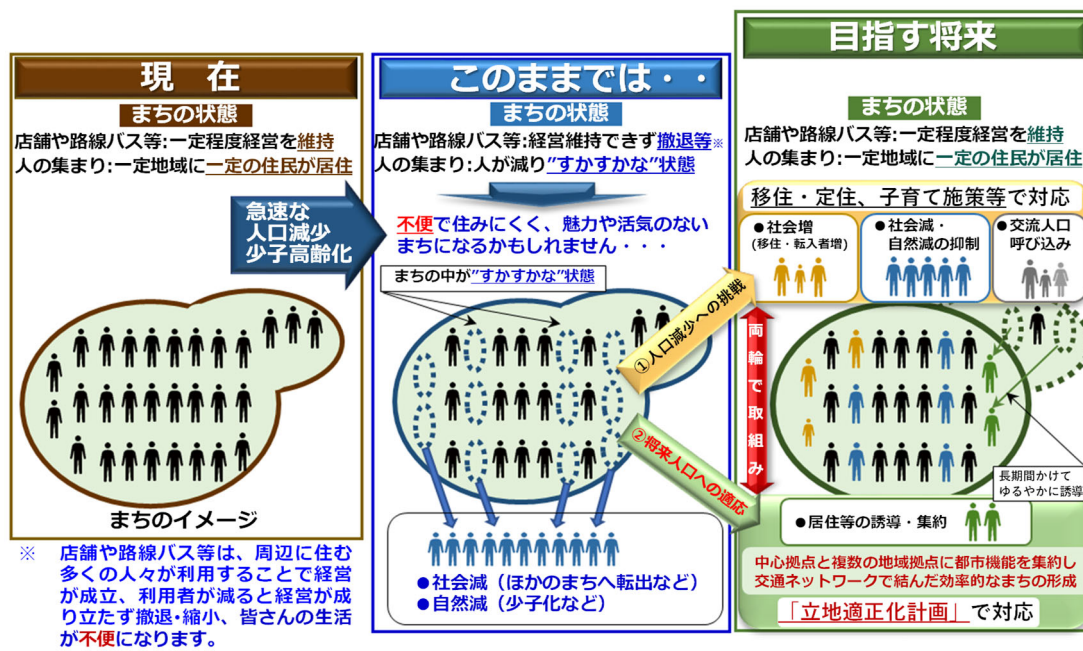 現　在
まちの状態
店舗や路線バス等:一定程度経営を維持
人の集まり:一定地域に一定の住民が居住
急速な
人口減少
少子高齢化
まちのイメージ
※　店舗や路線バス等は、周辺に住む
多くの人々が利用することで経営
が成立、利用者が減ると経営が成
り立たず撤退・縮小、皆さんの生活
が不便になります。
このままでは・・
まちの状態
店舗や路線バス等:経営維持できず撤退等※
人の集まり:人が減り"すかすかな"状態
不便で住みにくく、魅力や活気のない
まちになるかもしれません・・・
まちの中が"すかすかな"状態
①人口減少への挑戦
②将来人口への適応
●社会減（ほかのまちへ転出など）
●自然減（少子化など）
目指す将来
まちの状態
店舗や路線バス等:一定程度経営を維持
人の集まり:一定地域に一定の住民が居住
移住・定住、子育て施策等で対応
●社会増
(移住・転入者増)
●社会減・
自然減の抑制
●交流人口
呼び込み
両輪で取組み
長期間かけて
ゆるやかに誘導
●居住等の誘導・集約
中心拠点と複数の地域拠点に都市機能を集約し
交通ネットワークで結んだ効率的なまちの形成
「立地適正化計画」で対応